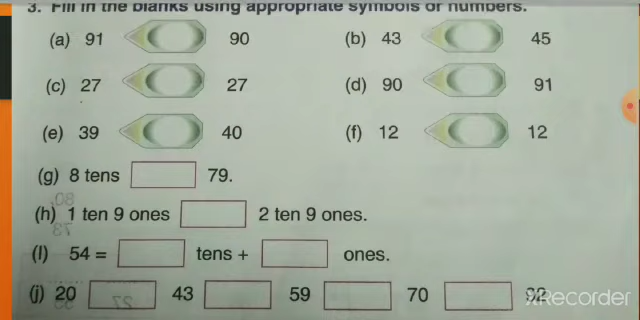 3. Fill in the blanks using appropriate symbols or numbers.
(a) 91 90 (b) 43 45
(c) 27 27 (d) 90 91
(e) 39 40 (f) 12 12
(g) 8 tens 79.
(h) 1 ten 9 ones 2 ten 9 ones.
(I) 54 = tens + ones.
(j) 20 43 59 70 92
XRecorder